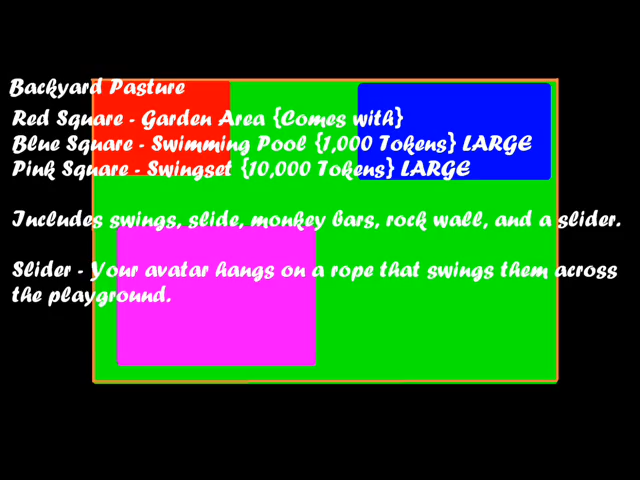 Backyard Pasture
Red Square - Garden Area {Comes with}
Blue Square - Swimming Pool {1,000 Tokens} LARGE
Pink Square - Swingset {10,000 Tokens} LARGE
Includes swings, slide, monkey bars, rock wall, and a slider.
Slider - Your avatar hangs on a rope that swings them across
the playground.